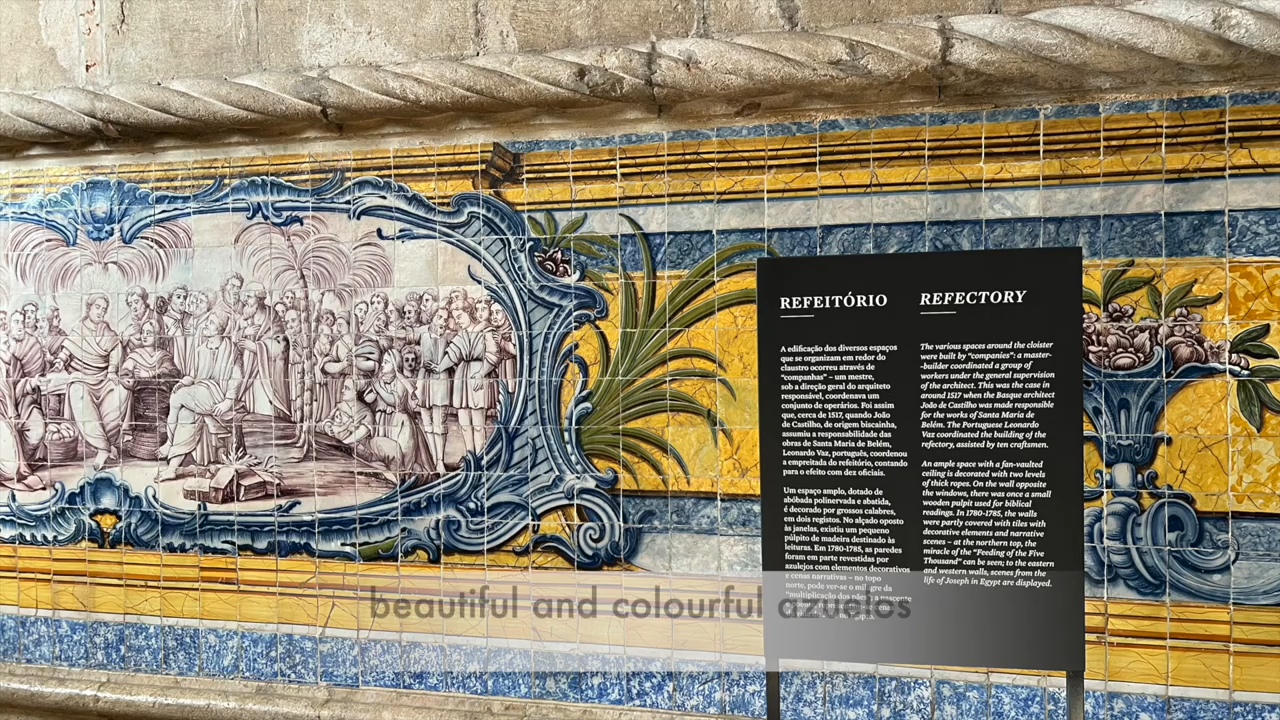 REFEITÓRIO
A edificação dos diversos espaços
que se organizam em redor do
claustro ocorreu através de
"companhas" – um mestre,
sob a direção geral do arquiteto
responsável, coordenava um
conjunto de operários. Foi assim
que, cerca de 1517, quando João
de Castilho, de origem biscainha,
assumiu a responsabilidade das
obras de Santa Maria de Belém,
Leonardo Vaz, português, coordenou
a empreitada do refeitório, contando
para o efeito com dez oficiais.
Um espaço amplo, dotado de
abóbada polinervada e abatida,
é decorado por grossos calabres,
em dois registos. No alçado oposto
às janelas, existiu um pequeno
púlpito de madeira destinado às
leituras. Em 1780-1785, as paredes
foram em parte revestidas por
azulejos com elementos decorativos
e cenas narrativas – no topo
norte, pode ver-se o milagre da
"multiplicação dos pães"; a nascente
REFECTORY
The various spaces around the cloister
were built by "companies": a master-
-builder coordinated a group of
workers under the general supervision
of the architect. This was the case in
around 1517 when the Basque architect
João de Castilho was made responsible
for the works of Santa Maria de
Belém. The Portuguese Leonardo
Vaz coordinated the building of the
refectory, assisted by ten craftsmen.
An ample space with a fan-vaulted
ceiling is decorated with two levels
of thick ropes. On the wall opposite
the windows, there was once a small
wooden pulpit used for biblical
readings. In 1780-1785, the walls
were partly covered with tiles with
decorative elements and narrative
scenes – at the northern top, the
miracle of the "Feeding of the Five
Thousand" can be seen; to the eastern
and western walls, scenes from the
life of Joseph in Egypt are displayed.
beautiful and colourful azuelos